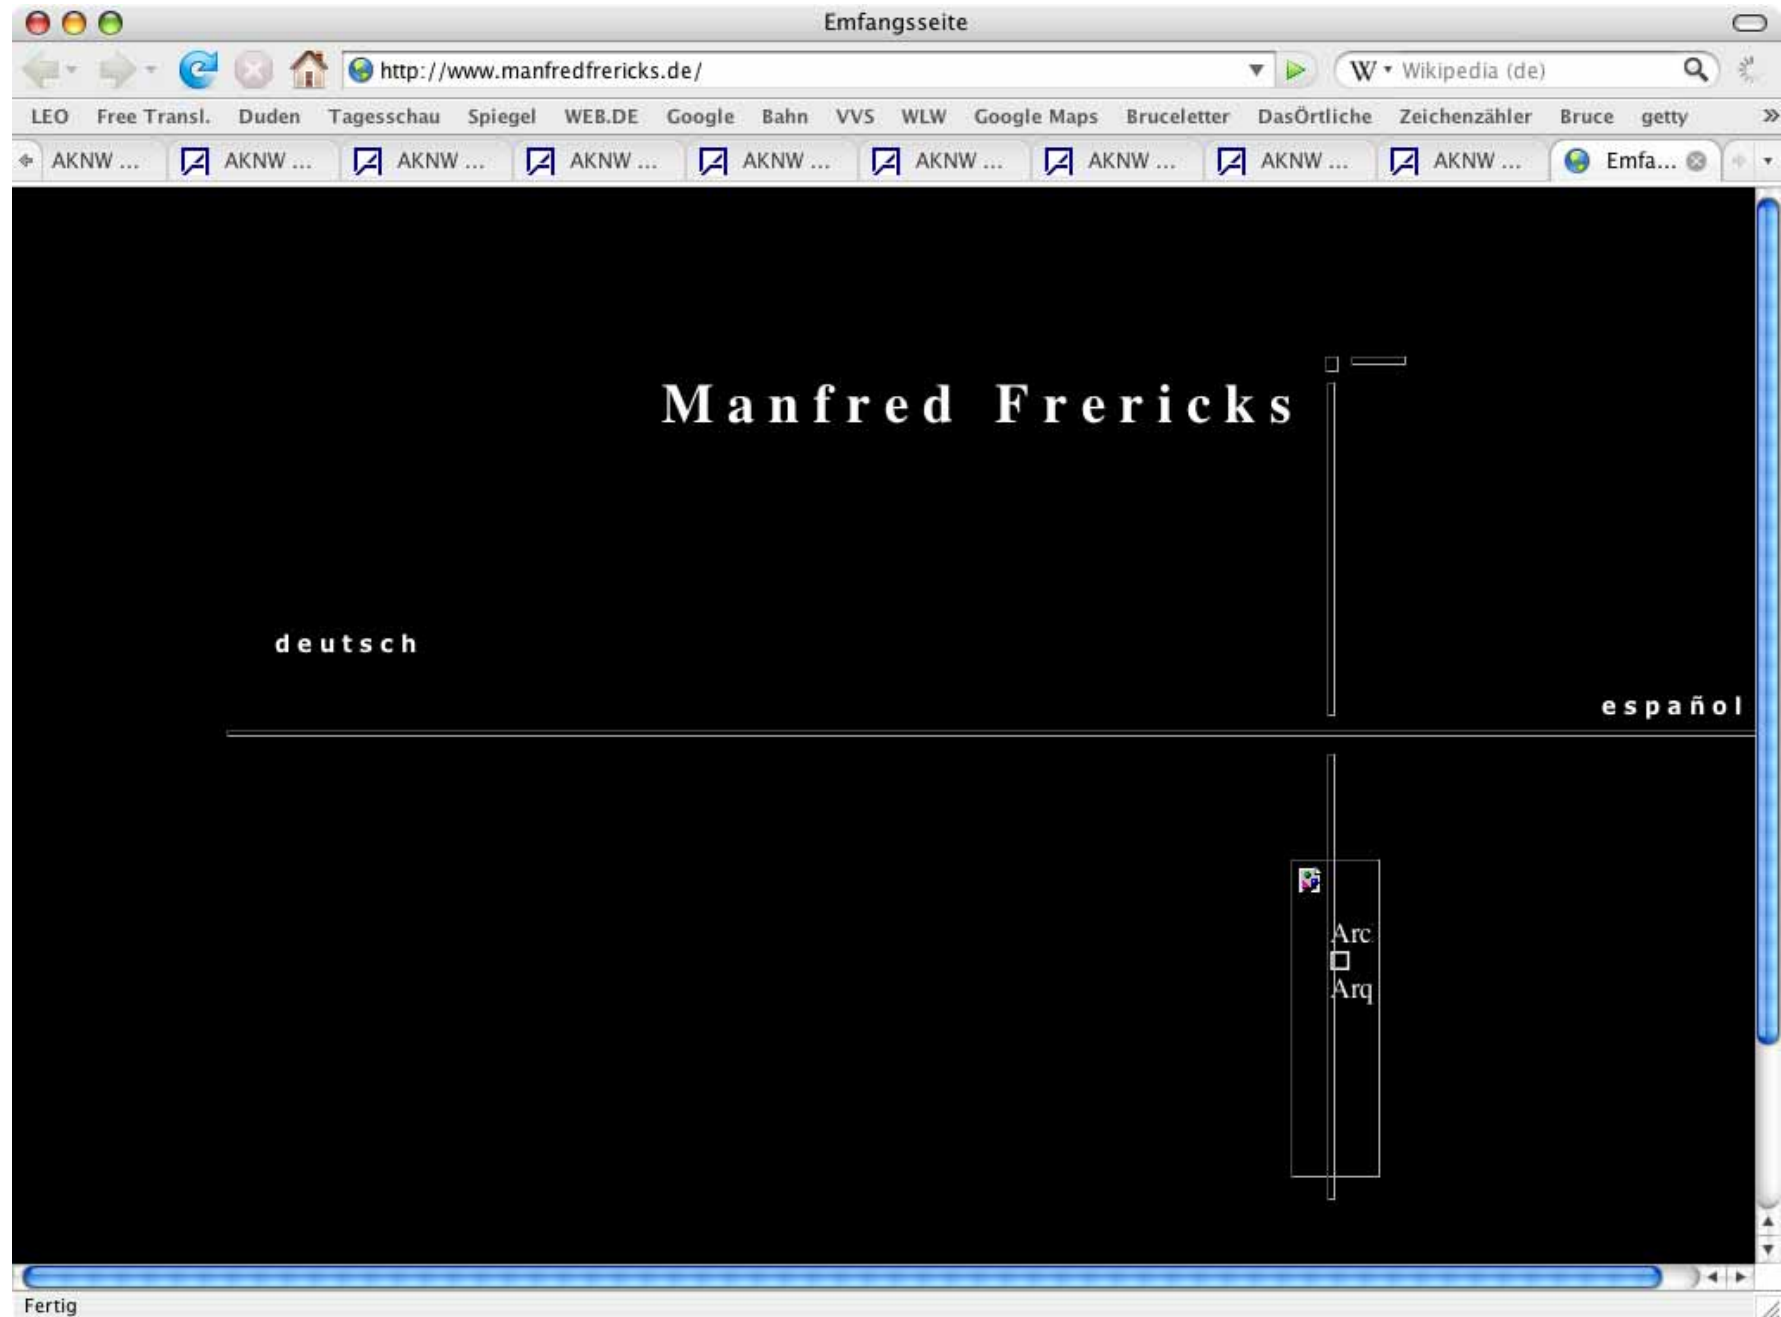 Emfangsseite
http://www.manfredfrericks.de/ W Wikipedia (de)
LEO Free Transl. Duden Tagesschau Spiegel WEB.DE Google Bahn VVS WLW Google Maps Bruceletter DasÖrtliche Zeichenzähler Bruce getty »
AKNW ... AKNW ... AKNW ... AKNW ... AKNW ... AKNW ... AKNW ... AKNW ... AKNW ... Emfa...
Manfred Frericks
deutsch
español
Arc
Arq
Fertig